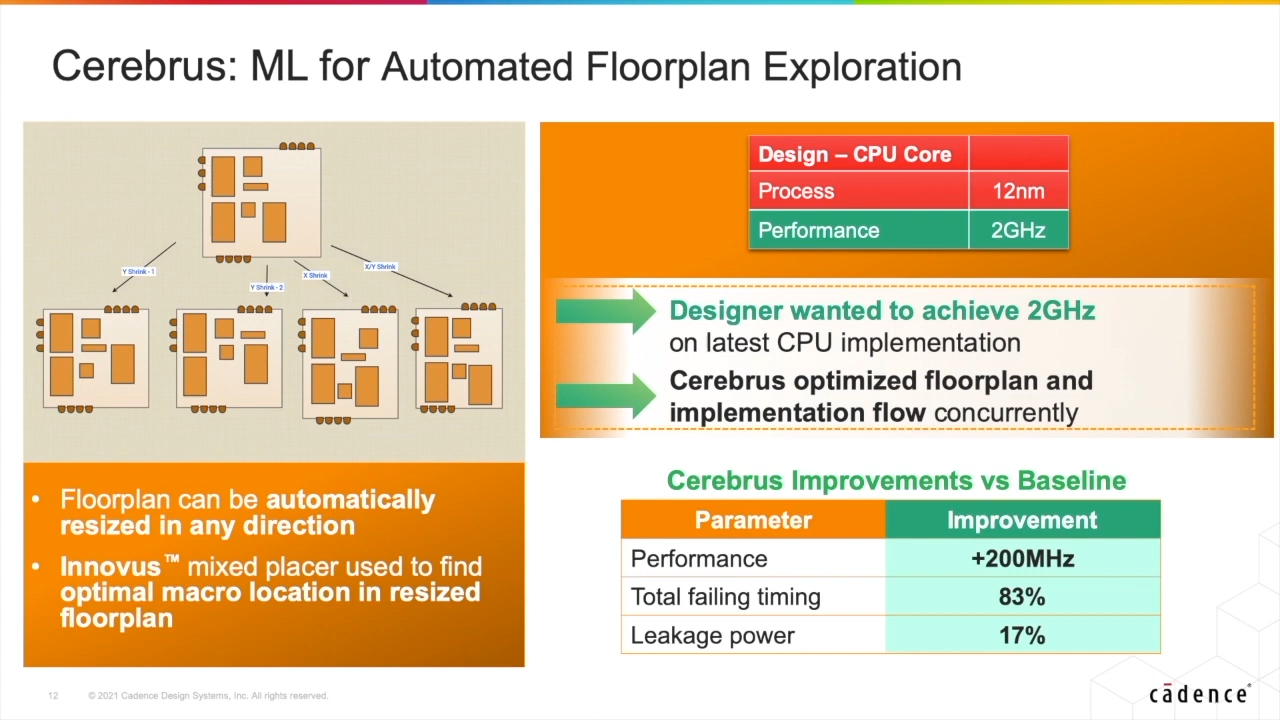 Cerebrus: ML for Automated Floorplan Exploration
Y Shrink - 1
Y Shrink - 2
X Shrink
X/Y Shrink
• Floorplan can be automatically
resized in any direction
• Innovus™ mixed placer used to find
optimal macro location in resized
floorplan
Design – CPU Core
Process 12nm
Performance 2GHz
Designer wanted to achieve 2GHz
on latest CPU implementation
Cerebrus optimized floorplan and
implementation flow concurrently
Cerebrus Improvements vs Baseline
Parameter Improvement
Performance +200MHz
Total failing timing 83%
Leakage power 17%
12 © 2021 Cadence Design Systems, Inc. All rights reserved.
cādence®